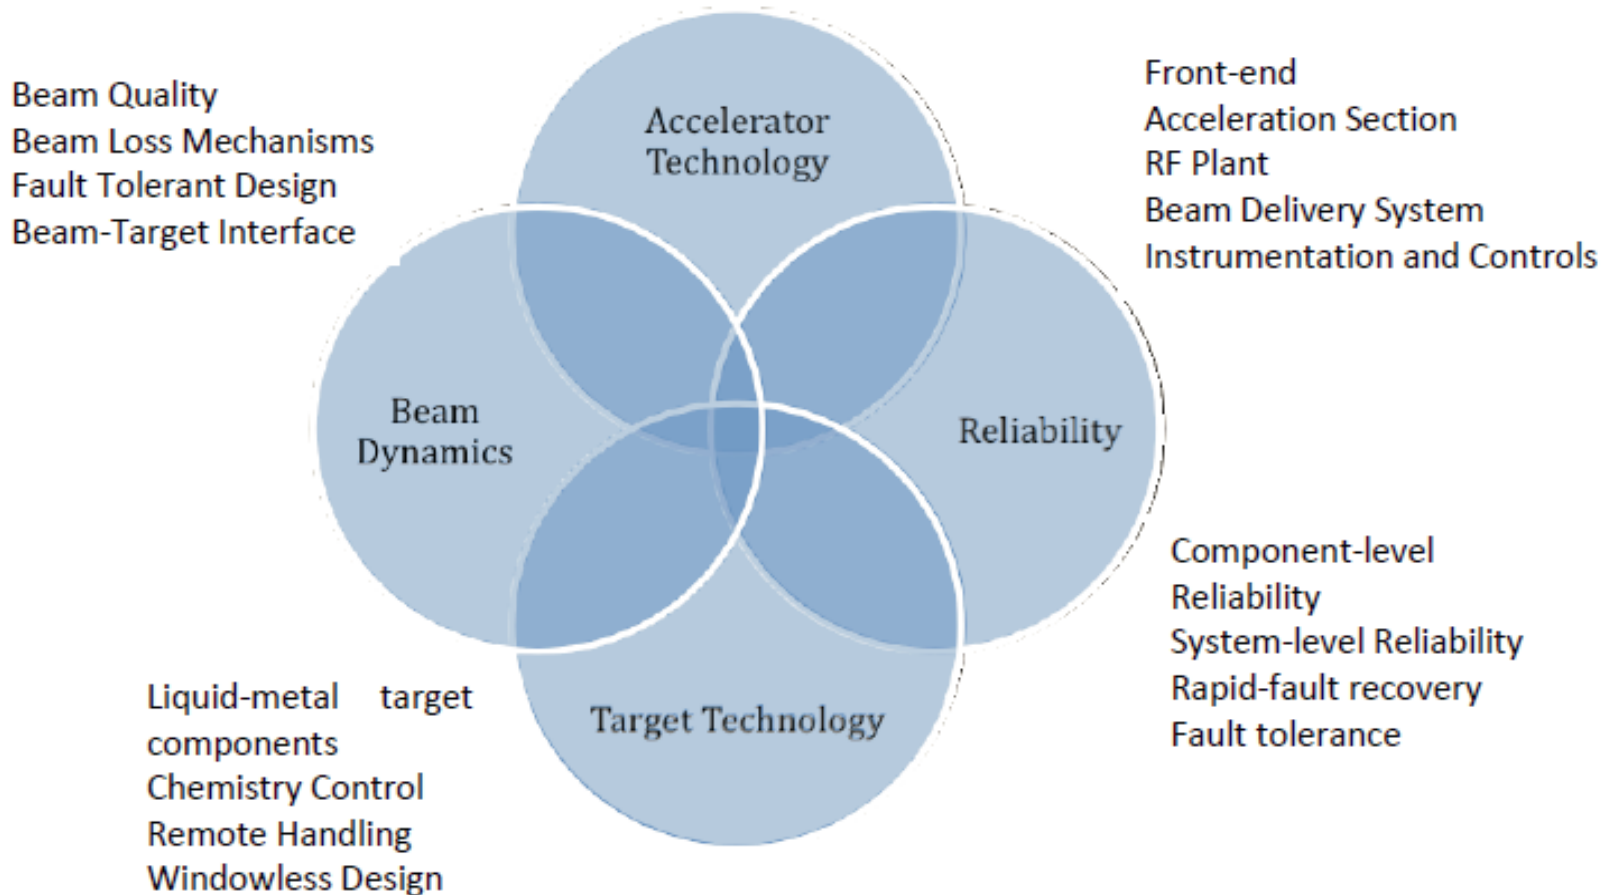 Beam Quality
Beam Loss Mechanisms
Fault Tolerant Design
Beam-Target Interface
Accelerator
Technology
Front-end
Acceleration Section
RF Plant
Beam Delivery System
Instrumentation and Controls
Beam
Dynamics
Reliability
Component-level
Reliability
System-level Reliability
Rapid-fault recovery
Fault tolerance
Target Technology
Liquid-metal target
components
Chemistry Control
Remote Handling
Windowless Design